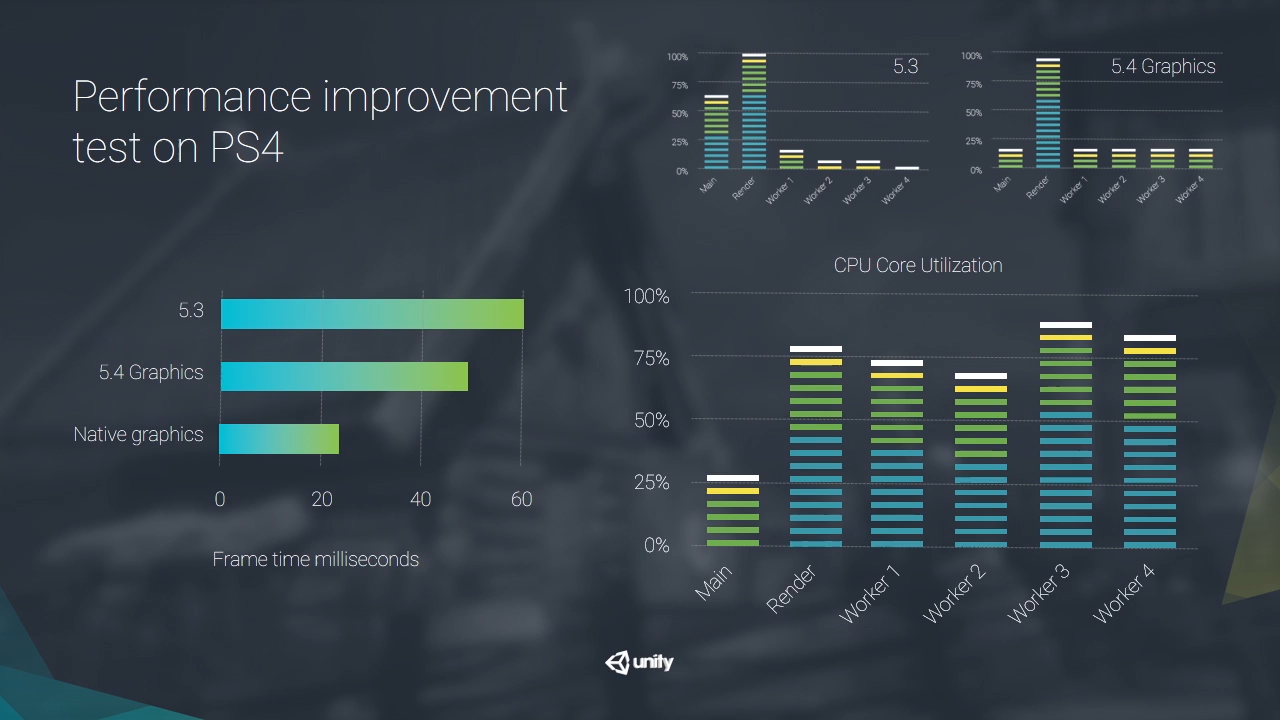 Performance improvement
test on PS4
5.3
5.4 Graphics
Native graphics
0 20 40 60
Frame time milliseconds
5.3
100%
75%
50%
25%
0%
Main Render Worker 1 Worker 2 Worker 3 Worker 4
5.4 Graphics
100%
75%
50%
25%
0%
Main Render Worker 1 Worker 2 Worker 3 Worker 4
CPU Core Utilization
100%
75%
50%
25%
0%
Main Render Worker 1 Worker 2 Worker 3 Worker 4
unity